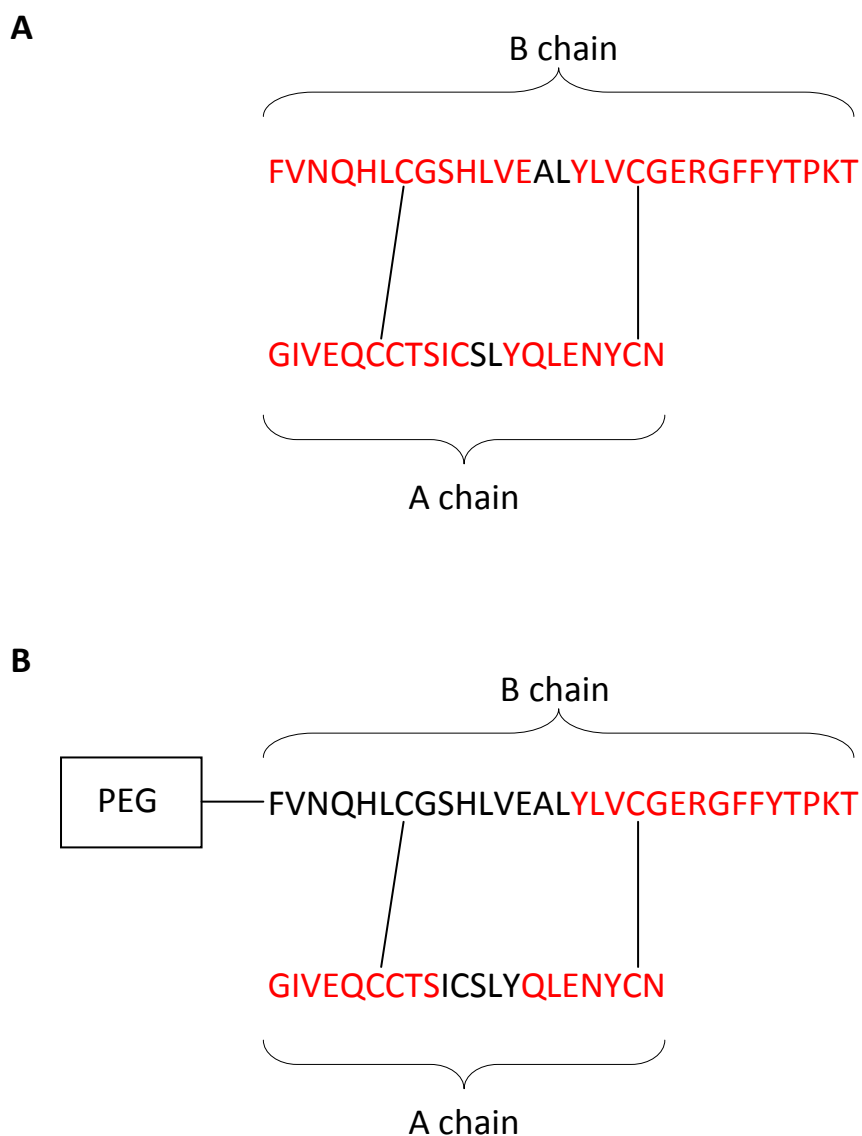 A
B chain
FVNQHLCGSHLVEALYLVCGERGFFYTPKT
GIVEQCCTSICSLYQLENYCN
A chain
B
B chain
PEG
FVNQHLCGSHLVEALYLVCGERGFFYTPKT
GIVEQCCTSICSLYQLENYCN
A chain